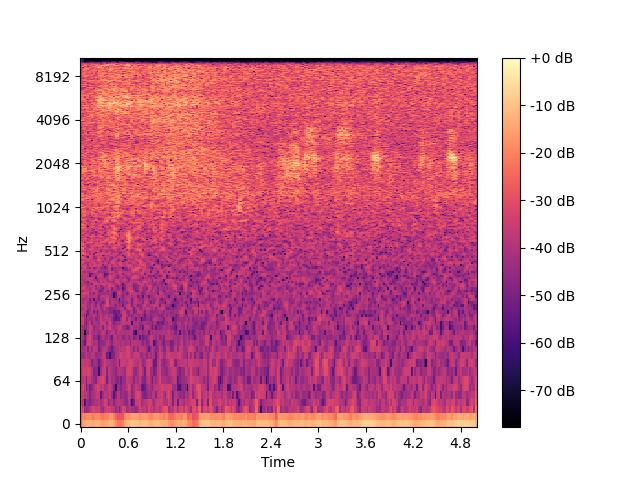 8192
4096
2048
1024
512
256
128
64
0
Hz
0 0.6 1.2 1.8 2.4 3 3.6 4.2 4.8
Time
+0 dB
-10 dB
-20 dB
-30 dB
-40 dB
-50 dB
-60 dB
-70 dB